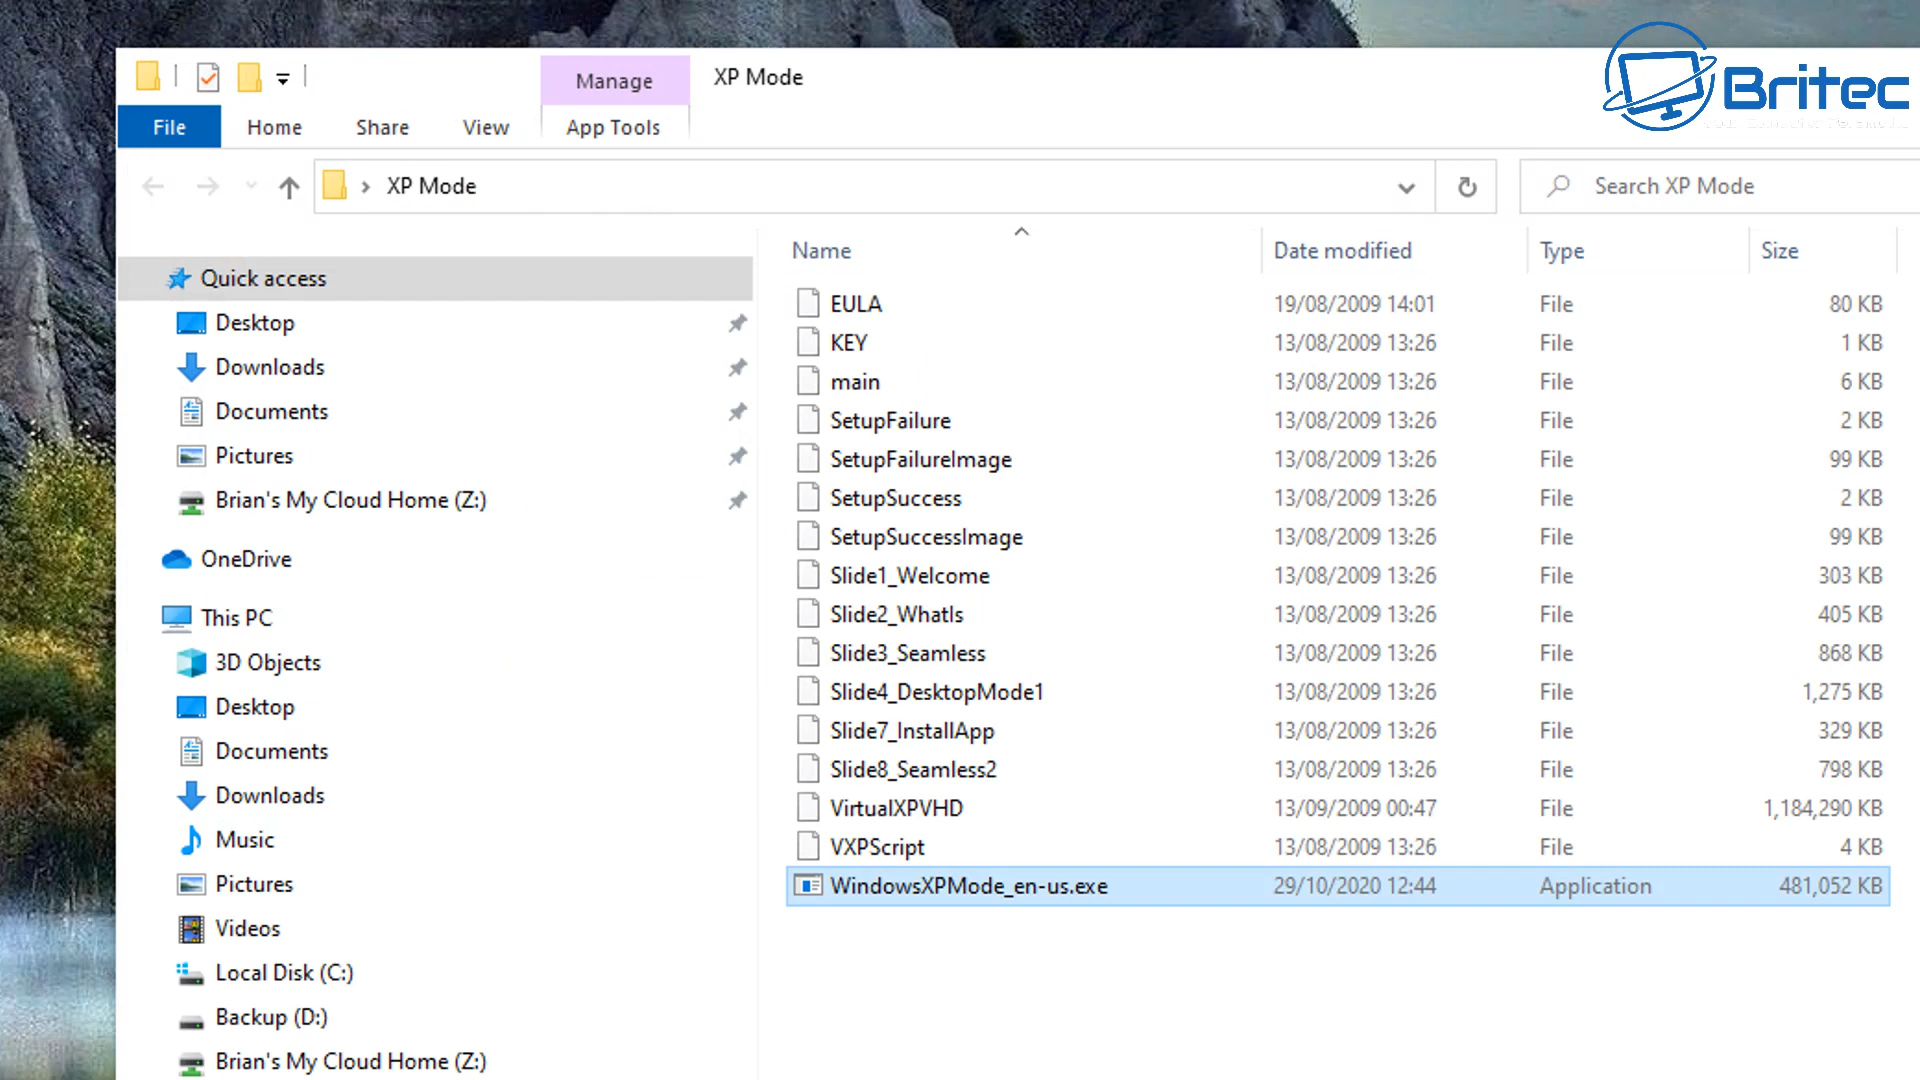 Manage
XP Mode
Britec
File
Home
Share
View
App Tools
XP Mode
Search XP Mode
Name
Date modified
Type
Size
Quick access
Desktop
Downloads
Documents
Pictures
Brian's My Cloud Home (Z:)
OneDrive
This PC
3D Objects
Desktop
Documents
Downloads
Music
Pictures
Videos
Local Disk (C:)
Backup (D:)
Brian's My Cloud Home (Z:)
EULA 19/08/2009 14:01 File 80 KB
KEY 13/08/2009 13:26 File 1 KB
main 13/08/2009 13:26 File 6 KB
SetupFailure 13/08/2009 13:26 File 2 KB
SetupFailureImage 13/08/2009 13:26 File 99 KB
SetupSuccess 13/08/2009 13:26 File 2 KB
SetupSuccessImage 13/08/2009 13:26 File 99 KB
Slide1_Welcome 13/08/2009 13:26 File 303 KB
Slide2_WhatIs 13/08/2009 13:26 File 405 KB
Slide3_Seamless 13/08/2009 13:26 File 868 KB
Slide4_DesktopMode1 13/08/2009 13:26 File 1,275 KB
Slide7_InstallApp 13/08/2009 13:26 File 329 KB
Slide8_Seamless2 13/08/2009 13:26 File 798 KB
VirtualXPVHD 13/09/2009 00:47 File 1,184,290 KB
VXPScript 13/08/2009 13:26 File 4 KB
WindowsXPMode_en-us.exe 29/10/2020 12:44 Application 481,052 KB